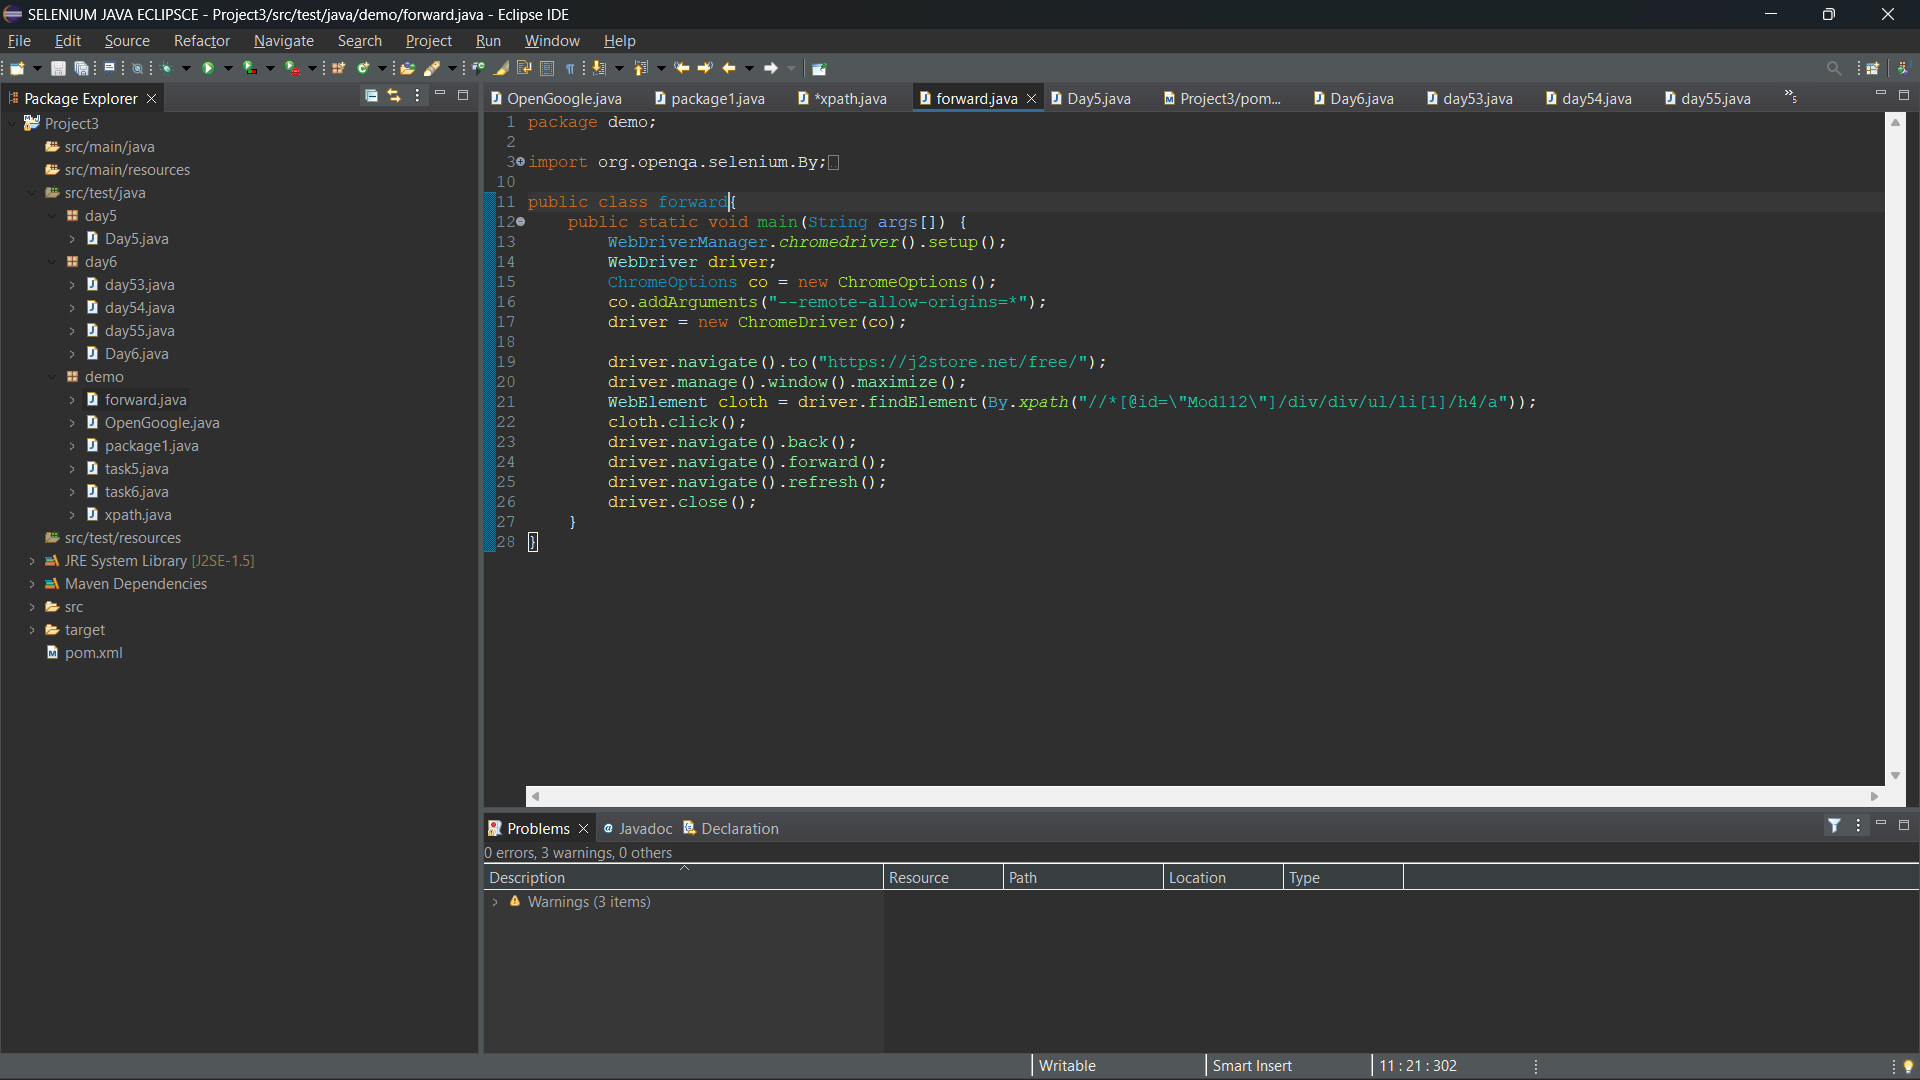 SELENIUM JAVA ECLIPSCE - Project3/src/test/java/demo/forward.java - Eclipse IDE
File Edit Source Refactor Navigate Search Project Run Window Help
Package Explorer
OpenGoogle.java package1.java *xpath.java forward.java Day5.java Project3/pom... Day6.java day53.java day54.java day55.java »5
Project3
src/main/java
src/main/resources
src/test/java
day5
Day5.java
day6
day53.java
day54.java
day55.java
Day6.java
demo
forward.java
OpenGoogle.java
package1.java
task5.java
task6.java
xpath.java
src/test/resources
JRE System Library [J2SE-1.5]
Maven Dependencies
src
target
pom.xml
1 package demo;
2
3 import org.openqa.selenium.By;
10
11 public class forward{
12 public static void main(String args[]) {
13 WebDriverManager.chromedriver().setup();
14 WebDriver driver;
15 ChromeOptions co = new ChromeOptions();
16 co.addArguments("--remote-allow-origins=*");
17 driver = new ChromeDriver(co);
18
19 driver.navigate().to("https://j2store.net/free/");
20 driver.manage().window().maximize();
21 WebElement cloth = driver.findElement(By.xpath("//*[@id=\"Mod112\"]/div/div/ul/li[1]/h4/a"));
22 cloth.click();
23 driver.navigate().back();
24 driver.navigate().forward();
25 driver.navigate().refresh();
26 driver.close();
27 }
28 }
Problems Javadoc Declaration
0 errors, 3 warnings, 0 others
Description Resource Path Location Type
Warnings (3 items)
Writable Smart Insert 11 : 21 : 302